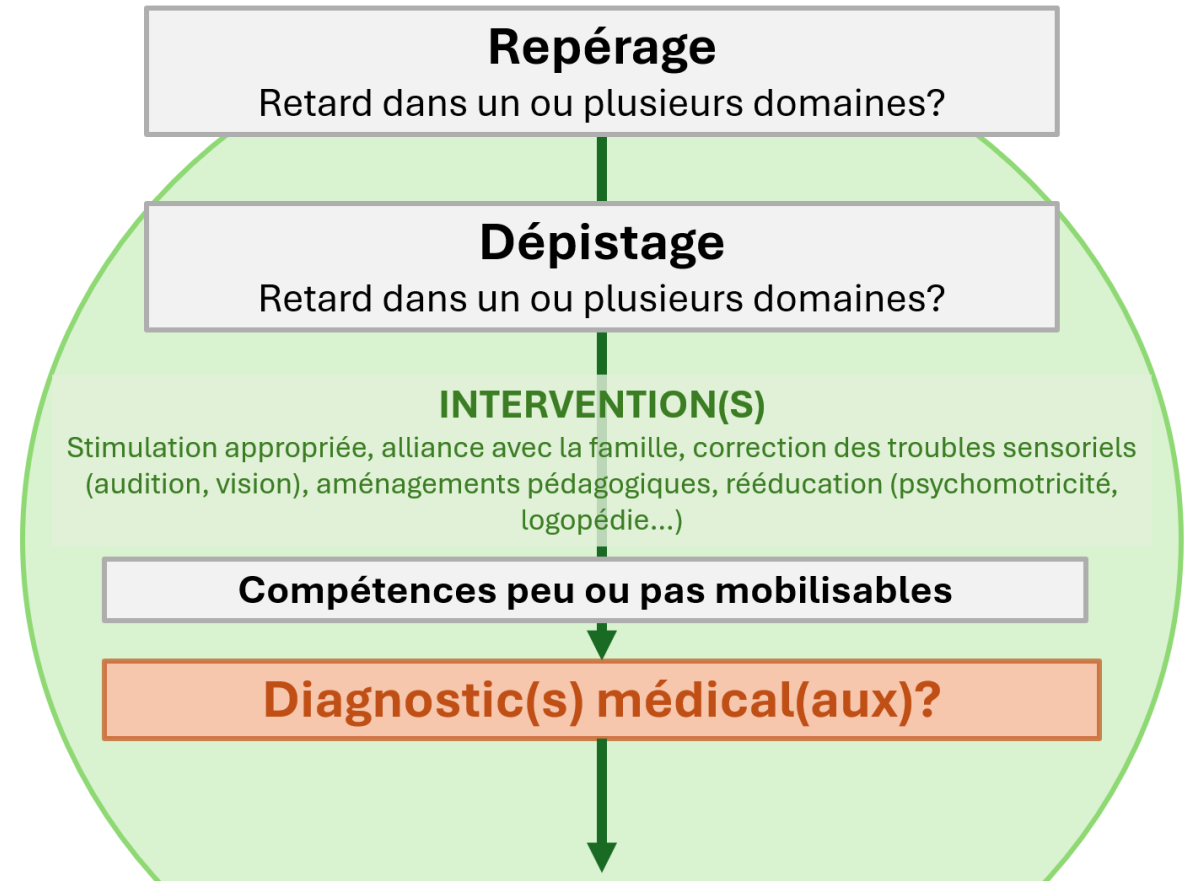 Repérage
Retard dans un ou plusieurs domaines?
Dépistage
Retard dans un ou plusieurs domaines?
INTERVENTION(S)
Stimulation appropriée, alliance avec la famille, correction des troubles sensoriels
(audition, vision), aménagements pédagogiques, rééducation (psychomotricité,
logopédie...)
Compétences peu ou pas mobilisables
Diagnostic(s) médical(aux)?